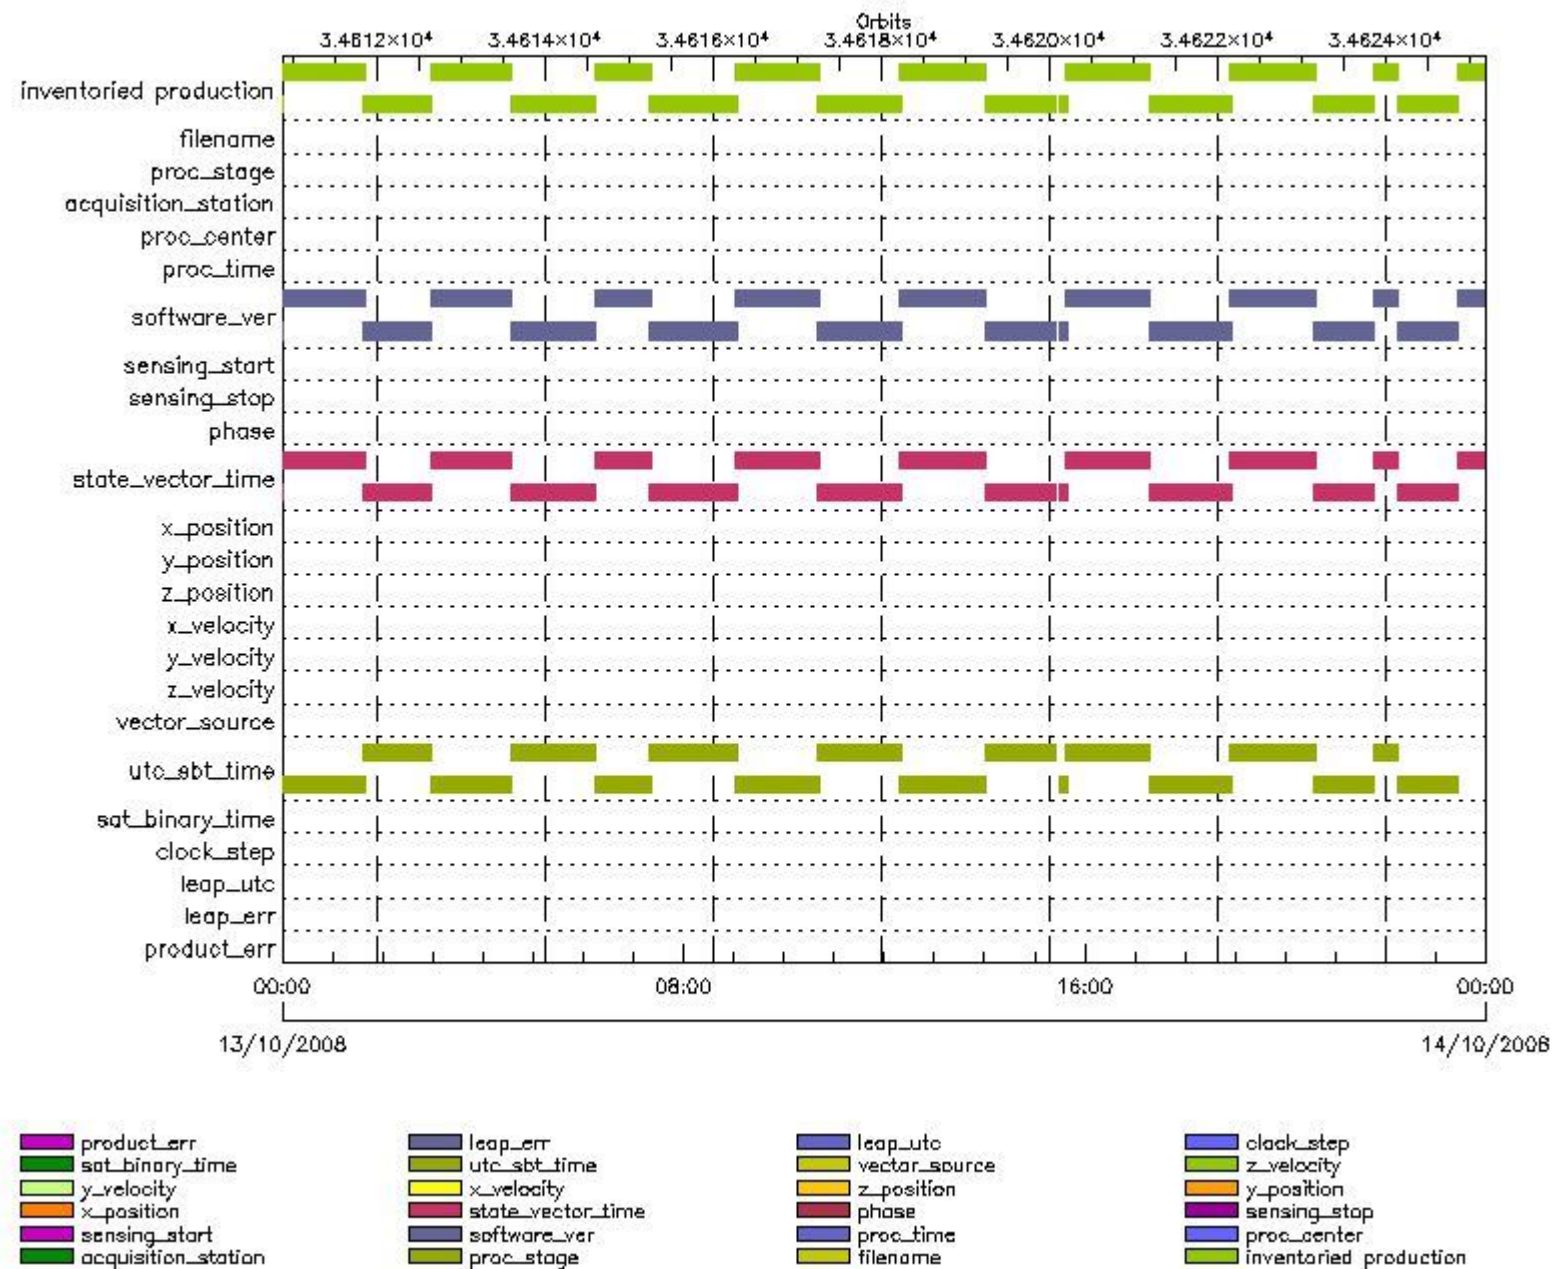 Orbits
3.4612×10⁴ 3.4614×10⁴ 3.4616×10⁴ 3.4618×10⁴ 3.4620×10⁴ 3.4622×10⁴ 3.4624×10⁴
inventoried production
filename
proc_stage
acquisition_station
proc_center
proc_time
software_ver
sensing_start
sensing_stop
phase
state_vector_time
x_position
y_position
z_position
x_velocity
y_velocity
z_velocity
vector_source
utc_sbt_time
sat_binary_time
clock_step
leap_utc
leap_err
product_err
00:00 08:00 16:00 00:00
13/10/2008 14/10/2008
product_err leap_err leap_utc clock_step
sat_binary_time utc_sbt_time vector_source z_velocity
y_velocity x_velocity z_position y_position
x_position state_vector_time phase sensing_stop
sensing_start software_ver proc_time proc_center
acquisition_station proc_stage filename inventoried production